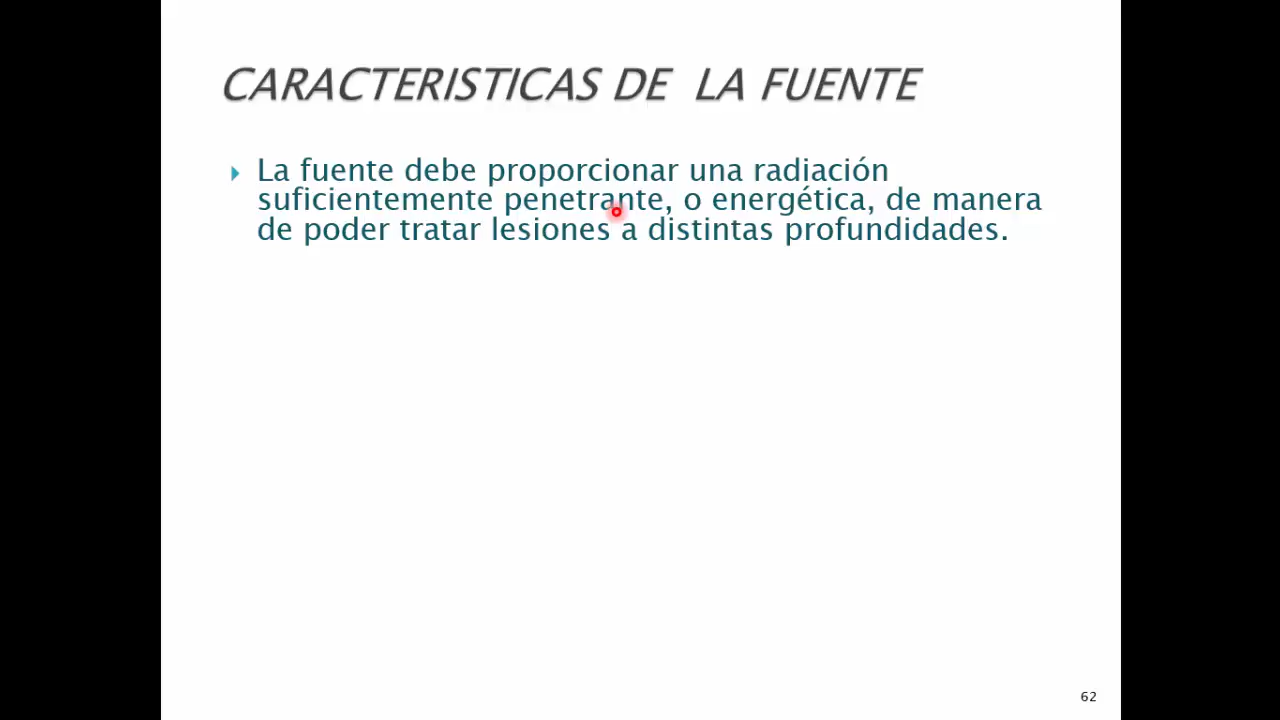 CARACTERISTICAS DE LA FUENTE
La fuente debe proporcionar una radiación
suficientemente penetrante, o energética, de manera
de poder tratar lesiones a distintas profundidades.
62